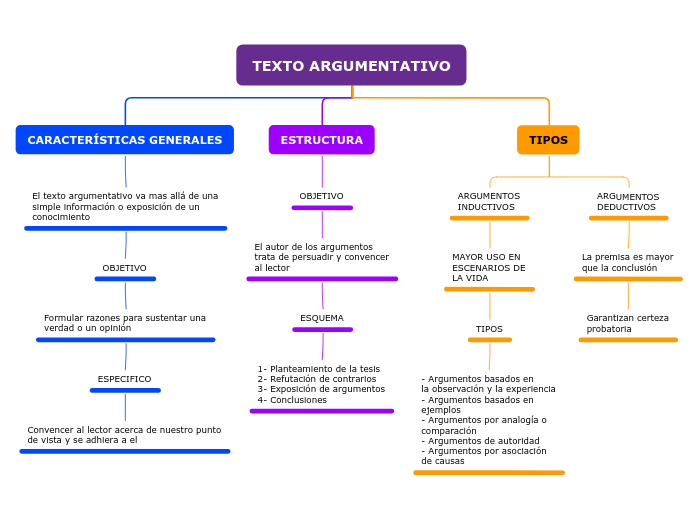 TEXTO ARGUMENTATIVO
CARACTERÍSTICAS GENERALES
El texto argumentativo va mas allá de una
simple información o exposición de un
conocimiento
OBJETIVO
Formular razones para sustentar una
verdad o un opinión
ESPECIFICO
Convencer al lector acerca de nuestro punto
de vista y se adhiera a el
ESTRUCTURA
OBJETIVO
El autor de los argumentos
trata de persuadir y convencer
al lector
ESQUEMA
1- Planteamiento de la tesis
2- Refutación de contrarios
3- Exposición de argumentos
4- Conclusiones
TIPOS
ARGUMENTOS
INDUCTIVOS
MAYOR USO EN
ESCENARIOS DE
LA VIDA
TIPOS
- Argumentos basados en
la observación y la experiencia
- Argumentos basados en
ejemplos
- Argumentos por analogía o
comparación
- Argumentos de autoridad
- Argumentos por asociación
de causas
ARGUMENTOS
DEDUCTIVOS
La premisa es mayor
que la conclusión
Garantizan certeza
probatoria